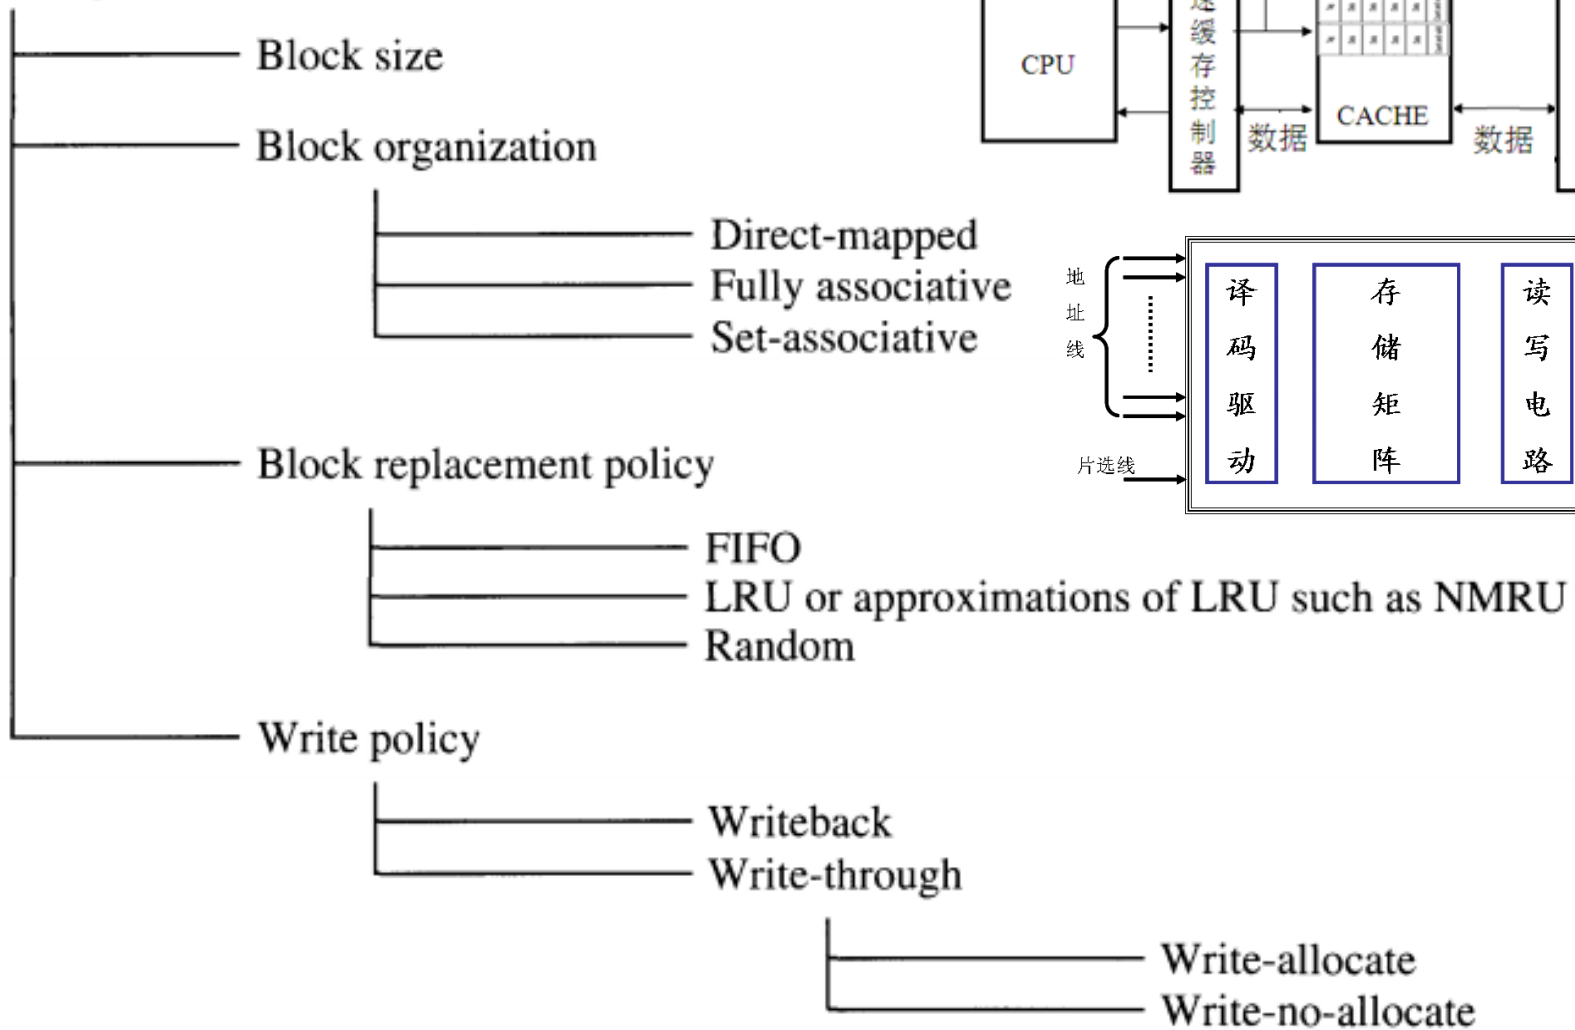 Block size
Block organization
Direct-mapped
Fully associative
Set-associative
Block replacement policy
FIFO
LRU or approximations of LRU such as NMRU
Random
Write policy
Writeback
Write-through
Write-allocate
Write-no-allocate
CPU
速缓存控制器
CACHE
数据
数据
地址线
片选线
译码驱动
存储矩阵
读写电路